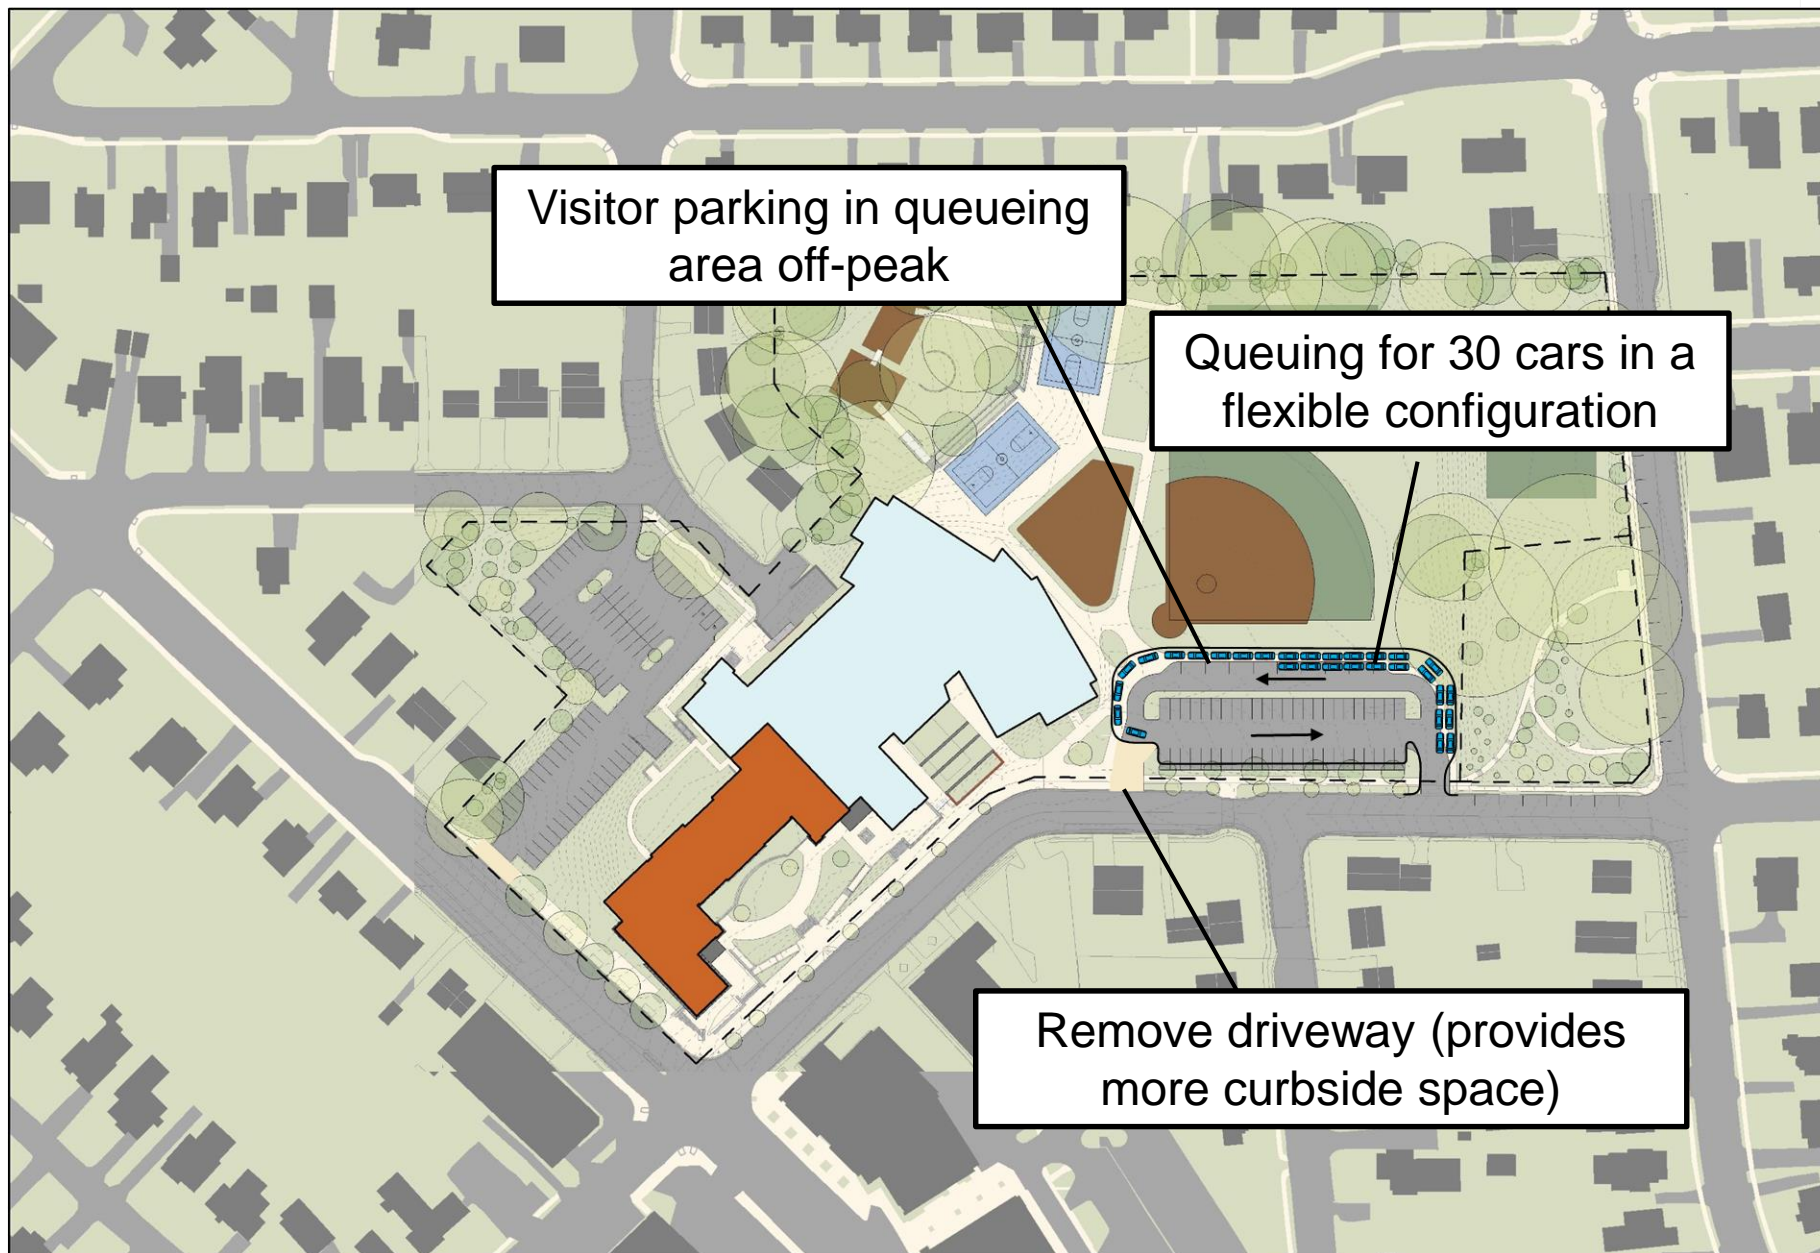 Visitor parking in queueing
area off-peak
Queuing for 30 cars in a
flexible configuration
Remove driveway (provides
more curbside space)